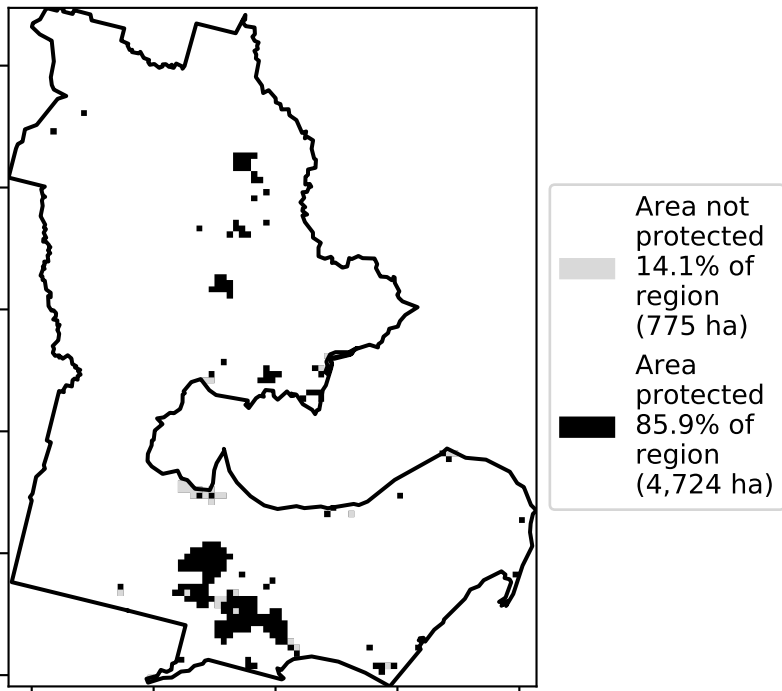 Area not
protected
14.1% of
region
(775 ha)
Area
protected
85.9% of
region
(4,724 ha)